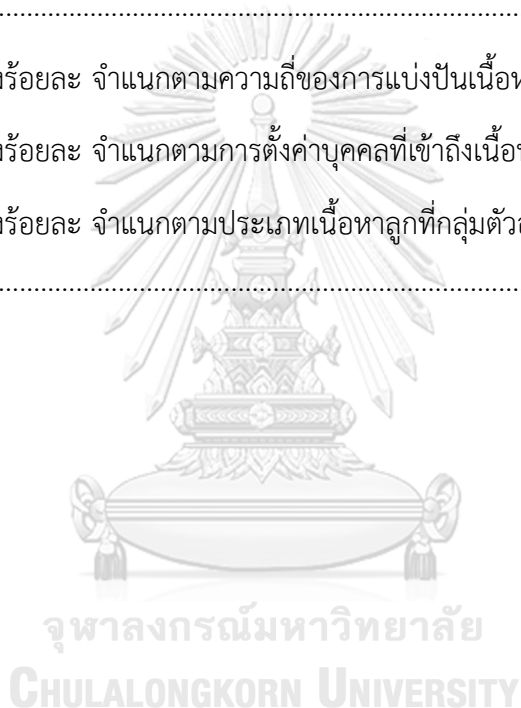 ....................................................................
งร้อยละ จำแนกตามความถี่ของการแบ่งปันเนื้อห
งร้อยละ จำแนกตามการตั้งค่าบุคคลที่เข้าถึงเนื้อห
งร้อยละ จำแนกตามประเภทเนื้อหาลูกที่กลุ่มตัวอ
....................................................................
จุฬาลงกรณ์มหาวิทยาลัย
CHULALONGKORN UNIVERSITY